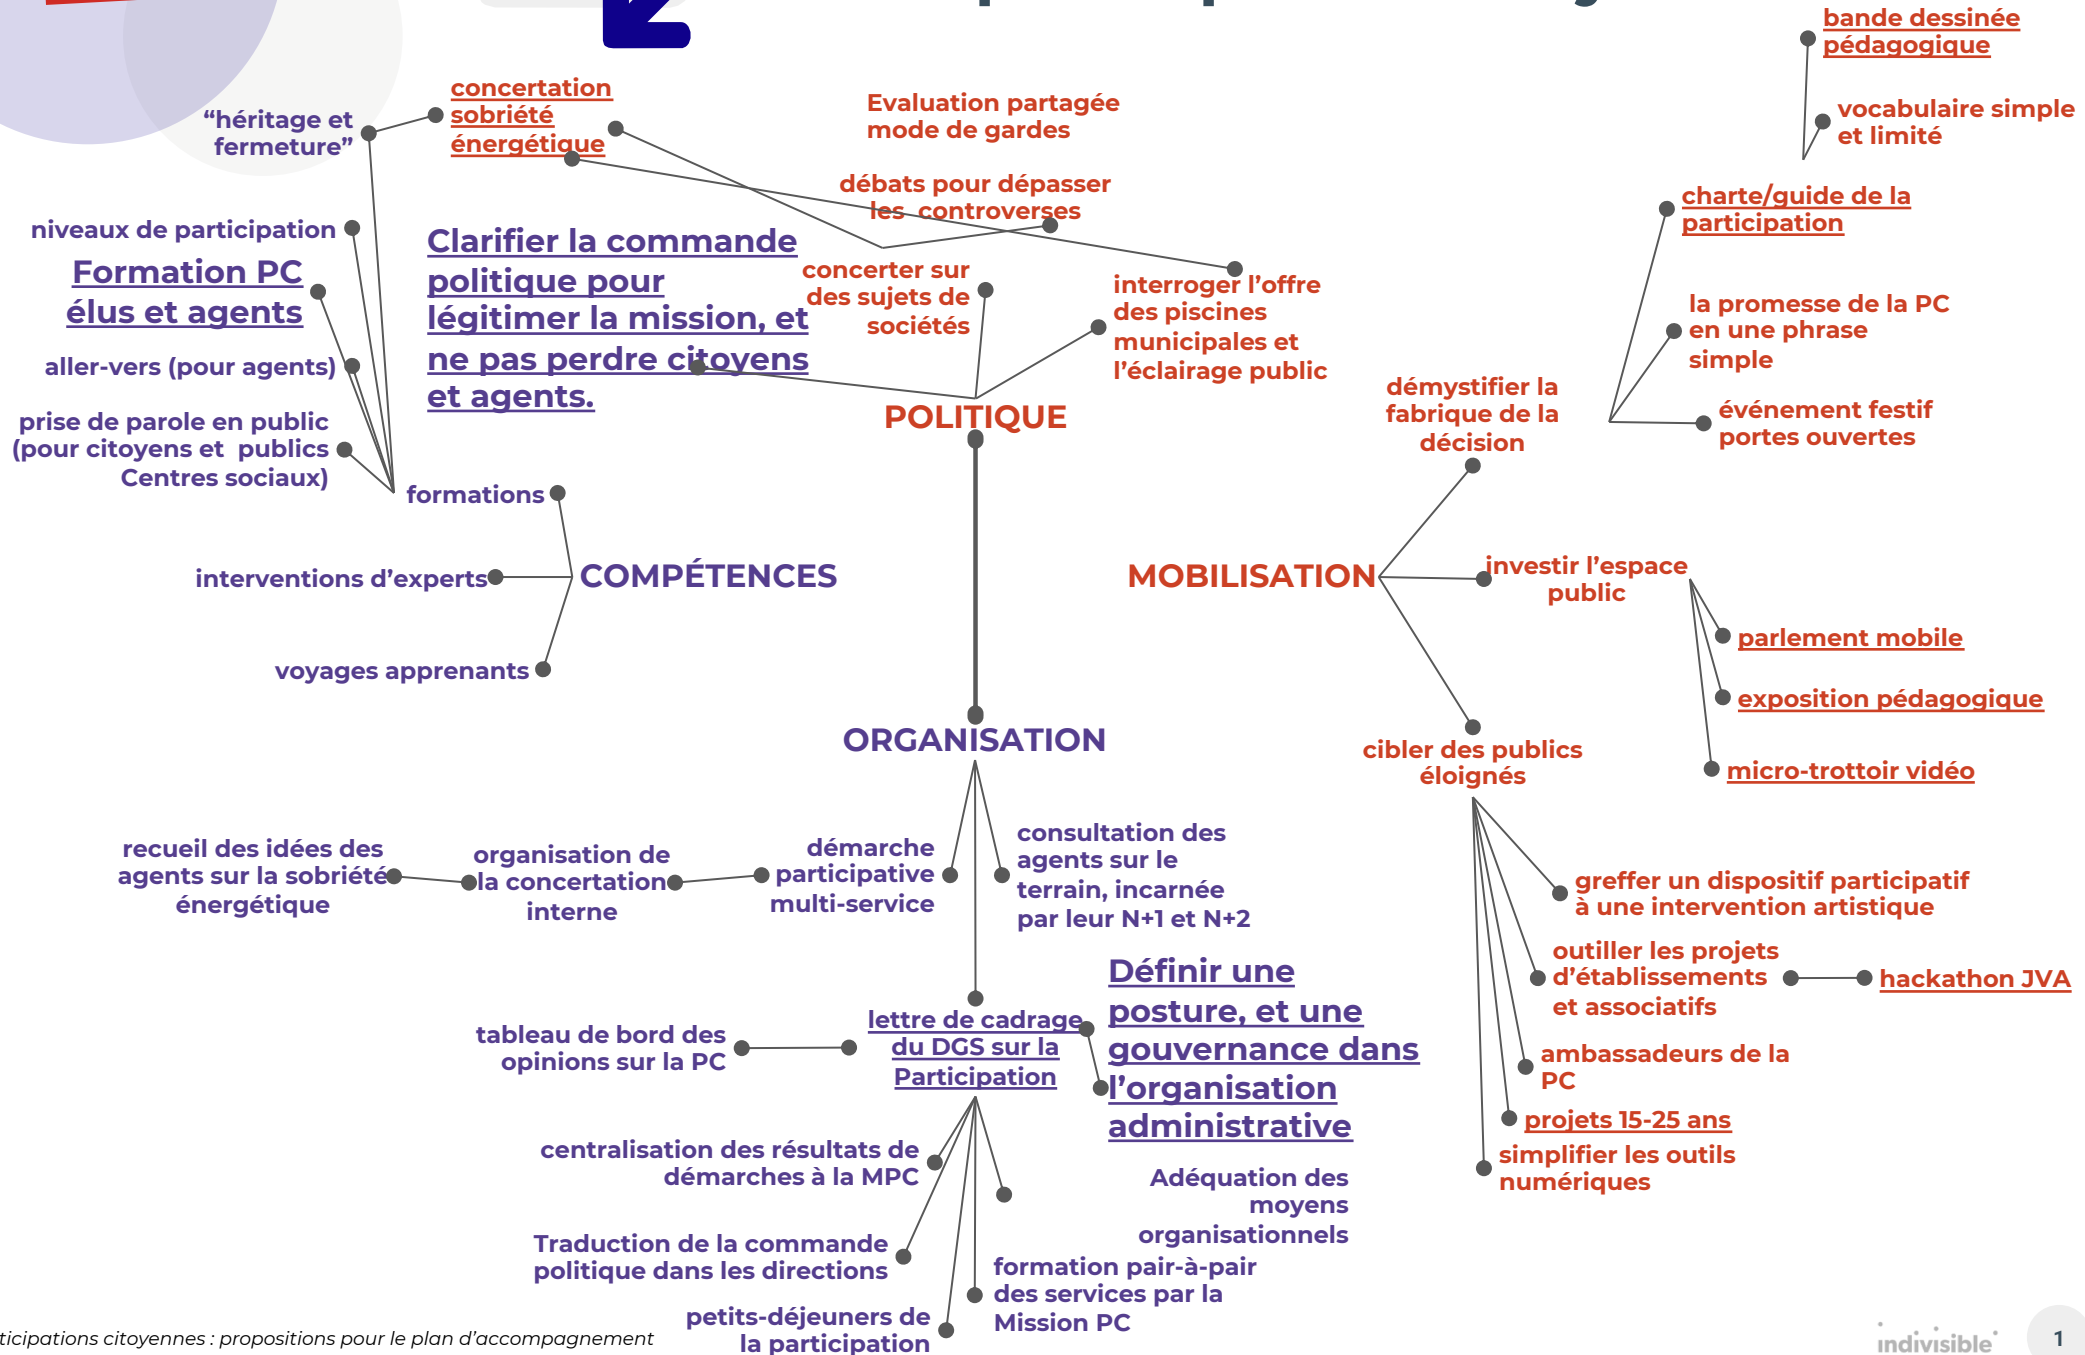 bande dessinée
pédagogique
vocabulaire simple
et limité
concertation
sobriété
énergétique
“héritage et
fermeture”
Evaluation partagée
mode de gardes
débats pour dépasser
les  controverses
charte/guide de la
participation
niveaux de participation
Formation PC
élus et agents
aller-vers (pour agents)
prise de parole en public
(pour citoyens et  publics
Centres sociaux)
Clarifier la commande
politique pour
légitimer la mission, et
ne pas perdre citoyens
et agents.
concerter sur
des sujets de
sociétés
interroger l’offre
des piscines
municipales et
l’éclairage public
la promesse de la PC
en une phrase
simple
événement festif
portes ouvertes
démystifier la
fabrique de la
décision
POLITIQUE
formations
interventions d’experts
COMPÉTENCES
voyages apprenants
MOBILISATION
investir l’espace
public
parlement mobile
exposition pédagogique
micro-trottoir vidéo
ORGANISATION
cibler des publics
éloignés
recueil des idées des
agents sur la sobriété
énergétique
organisation de
la concertation
interne
démarche
participative
multi-service
consultation des
agents sur le
terrain, incarnée
par leur N+1 et N+2
greffer un dispositif participatif
à une intervention artistique
outiller les projets
d’établissements
et associatifs
hackathon JVA
ambassadeurs de la
PC
projets 15-25 ans
simplifier les outils
numériques
tableau de bord des
opinions sur la PC
lettre de cadrage
du DGS sur la
Participation
Définir une
posture, et une
gouvernance dans
l’organisation
administrative
centralisation des résultats de
démarches à la MPC
Adéquation des
moyens
organisationnels
Traduction de la commande
politique dans les directions
formation pair-à-pair
des services par la
Mission PC
petits-déjeuners de
la participation
ticipations citoyennes : propositions pour le plan d’accompagnement
indivisible
1